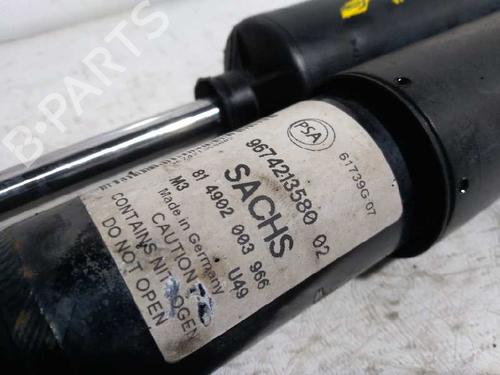 B-PARTS
PSA
61739G-07
9674213580 02
SACHS
81 4902 003 966
M3
U49
Made in Germany
CAUTION
CONTAINS NITROGEN
DO NOT OPEN